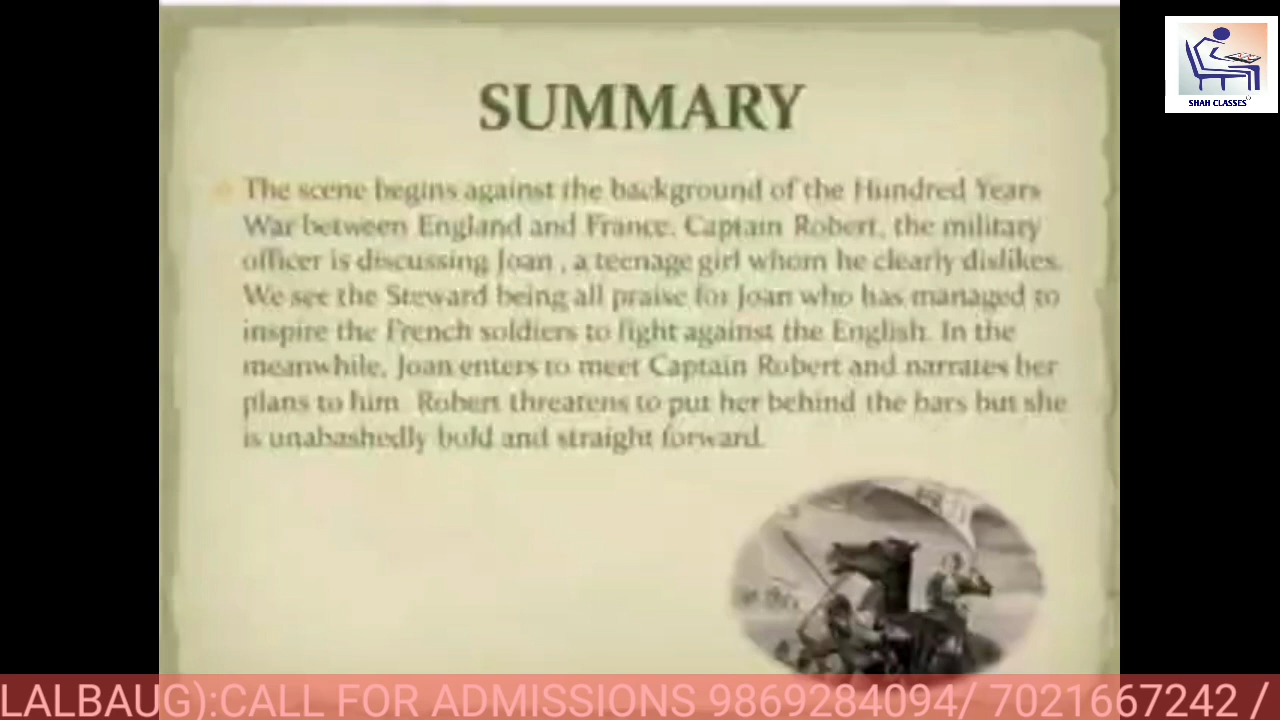 SHAH CLASSES
SUMMARY
The scene begins against the background of the Hundred Years
War between England and France. Captain Robert, the military
officer is discussing Joan , a teenage girl whom he clearly dislikes.
We see the Steward being all praise for Joan who has managed to
inspire the French soldiers to fight against the English. In the
meanwhile, Joan enters to meet Captain Robert and narrates her
plans to him. Robert threatens to put her behind the bars but she
is unabashedly bold and straight forward.
LALBAUG):CALL FOR ADMISSIONS 9869284094/ 7021667242 /